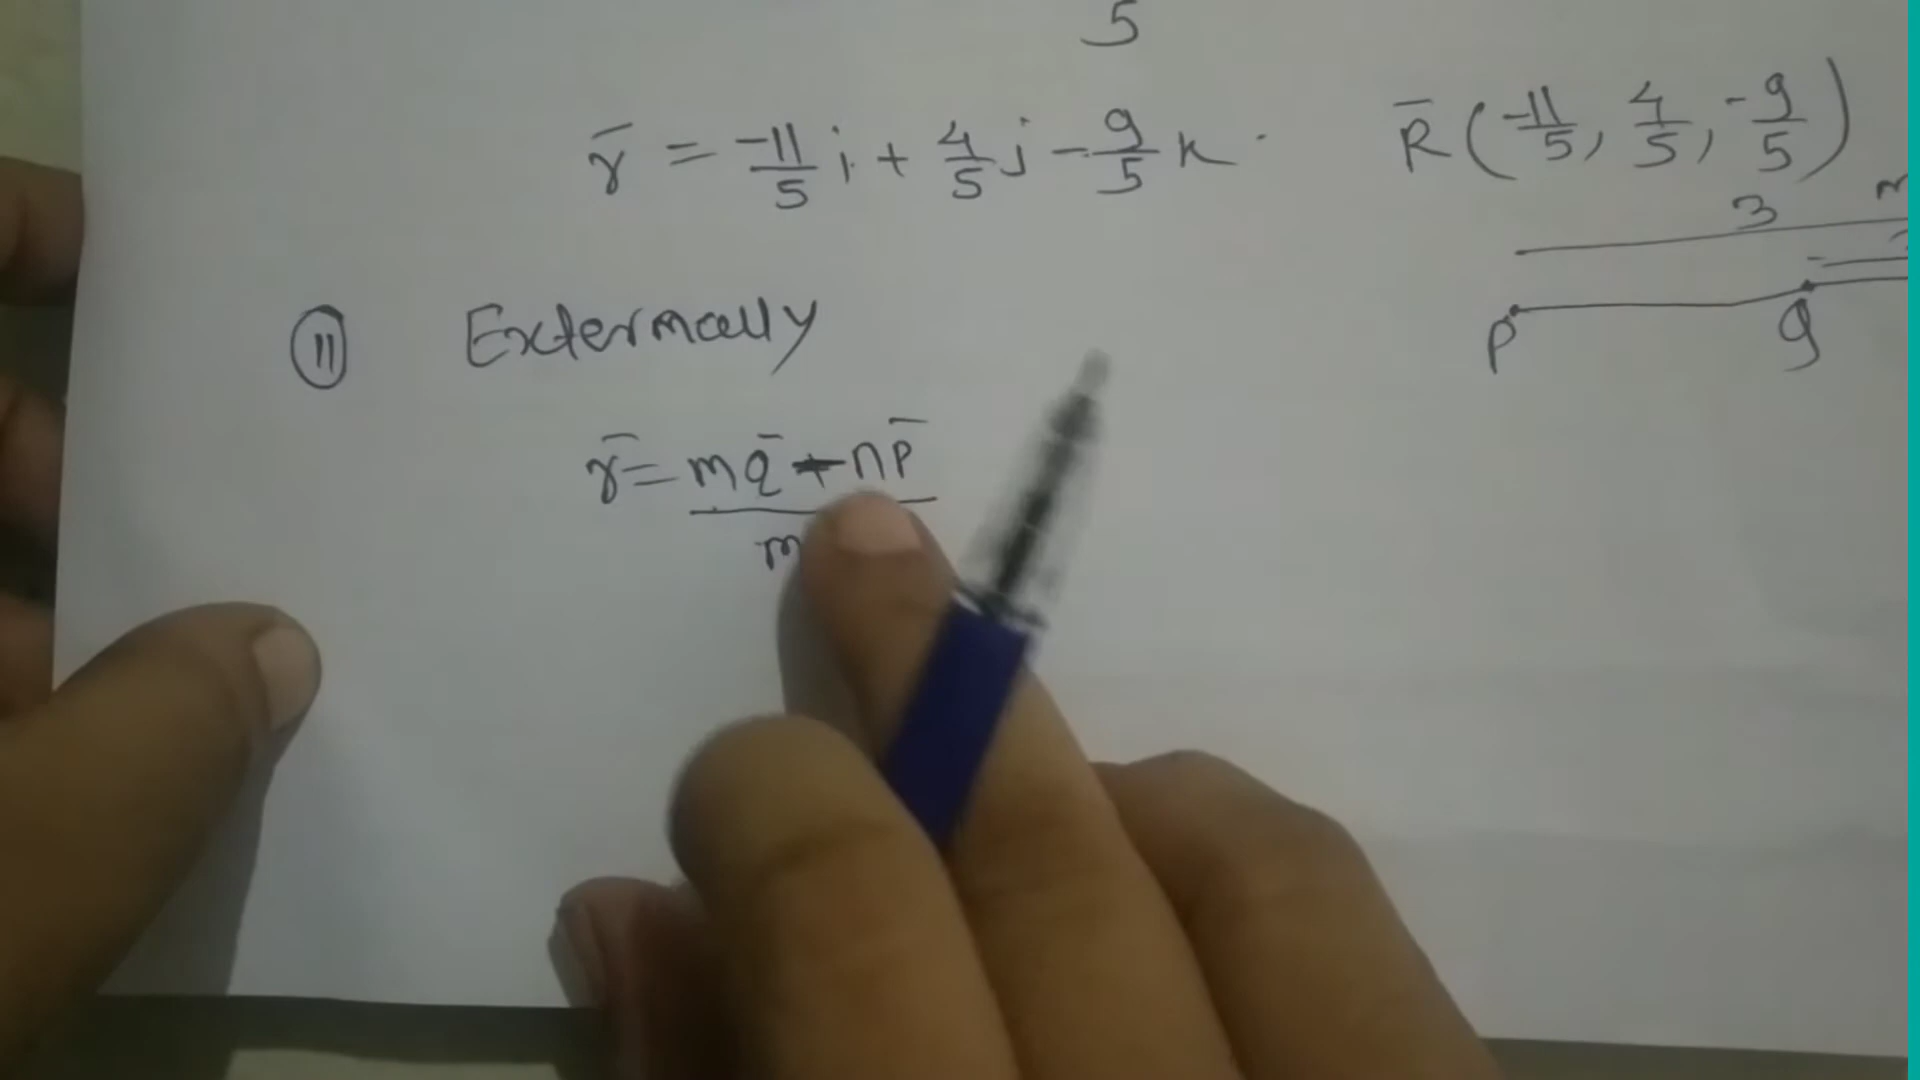 5
r̄ = -11/5 i + 4/5 j - 9/5 k.
R̄ (-11/5, 4/5, -9/5)
3
P q
(ii) Externally
r̄ = mq̄ - np̄
m